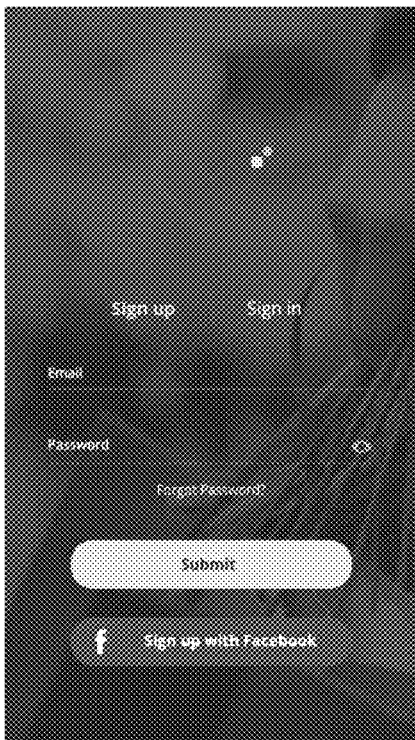 Sign up Sign in
Email
Password
Forgot Password?
Submit
f Sign up with Facebook